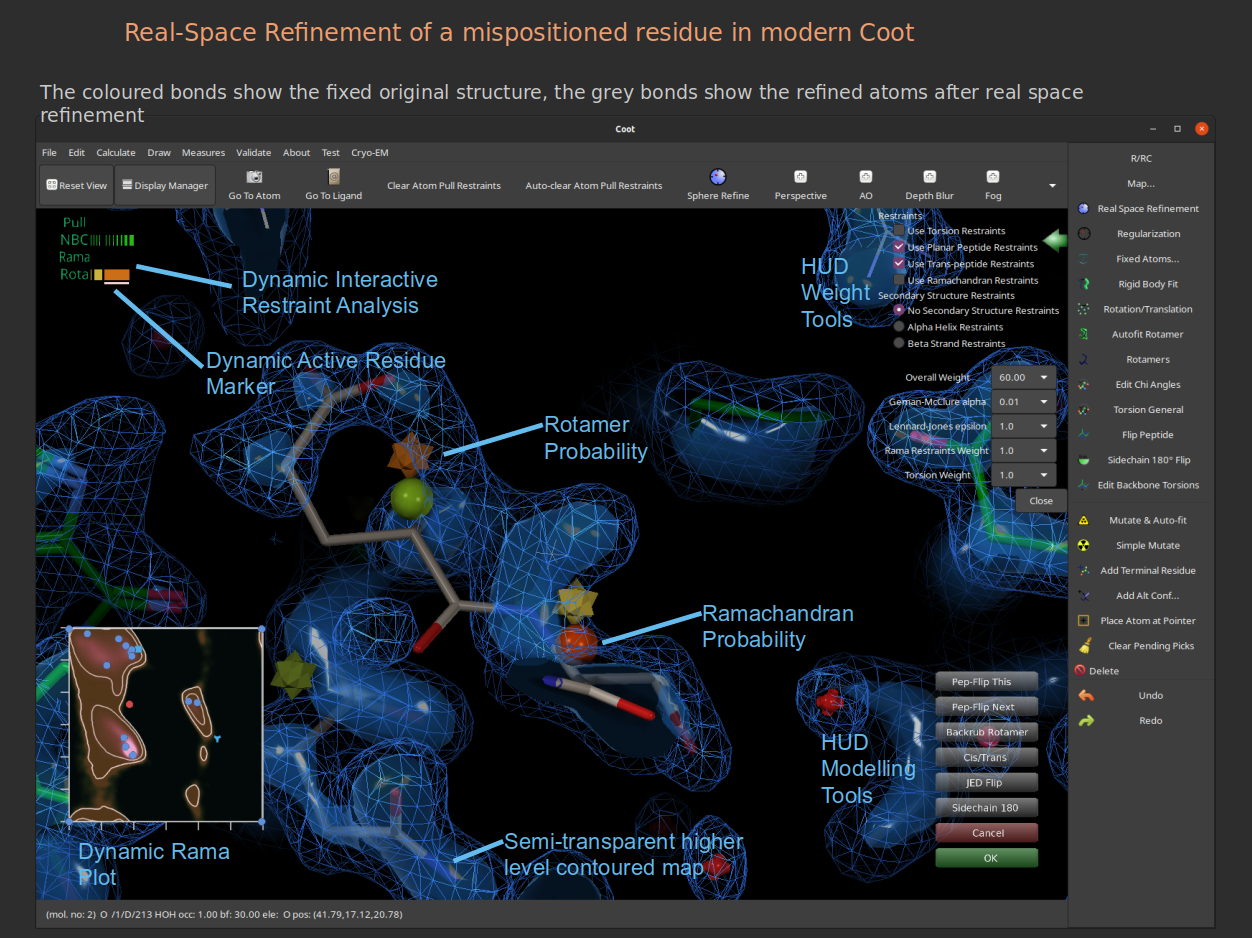 Real-Space Refinement of a mispositioned residue in modern Coot
The coloured bonds show the fixed original structure, the grey bonds show the refined atoms after real space
refinement
Coot
File Edit Calculate Draw Measures Validate About Test Cryo-EM
Reset View
Display Manager
Go To Atom
Go To Ligand
Clear Atom Pull Restraints
Auto-clear Atom Pull Restraints
Sphere Refine
Perspective
AO
Depth Blur
Fog
R/RC
Map...
Real Space Refinement
Regularization
Fixed Atoms...
Rigid Body Fit
Rotation/Translation
Autofit Rotamer
Rotamers
Edit Chi Angles
Torsion General
Flip Peptide
Sidechain 180° Flip
Edit Backbone Torsions
Mutate & Auto-fit
Simple Mutate
Add Terminal Residue
Add Alt Conf...
Place Atom at Pointer
Clear Pending Picks
Delete
Undo
Redo
Pull
NBC
Rama
Rota
Dynamic Interactive
Restraint Analysis
Dynamic Active Residue
Marker
Rotamer
Probability
Ramachandran
Probability
HUD
Weight
Tools
Restraints
Use Torsion Restraints
Use Planar Peptide Restraints
Use Trans-peptide Restraints
Use Ramachandran Restraints
Secondary Structure Restraints
No Secondary Structure Restraints
Alpha Helix Restraints
Beta Strand Restraints
Overall Weight 60.00
Geman-McClure alpha 0.01
Lennard-Jones epsilon 1.0
Rama Restraints Weight 1.0
Torsion Weight 1.0
Close
HUD
Modelling
Tools
Pep-Flip This
Pep-Flip Next
Backrub Rotamer
Cis/Trans
JED Flip
Sidechain 180
Cancel
OK
Semi-transparent higher
level contoured map
Dynamic Rama
Plot
(mol. no: 2) O /1/D/213 HOH occ: 1.00 bf: 30.00 ele: O pos: (41.79,17.12,20.78)